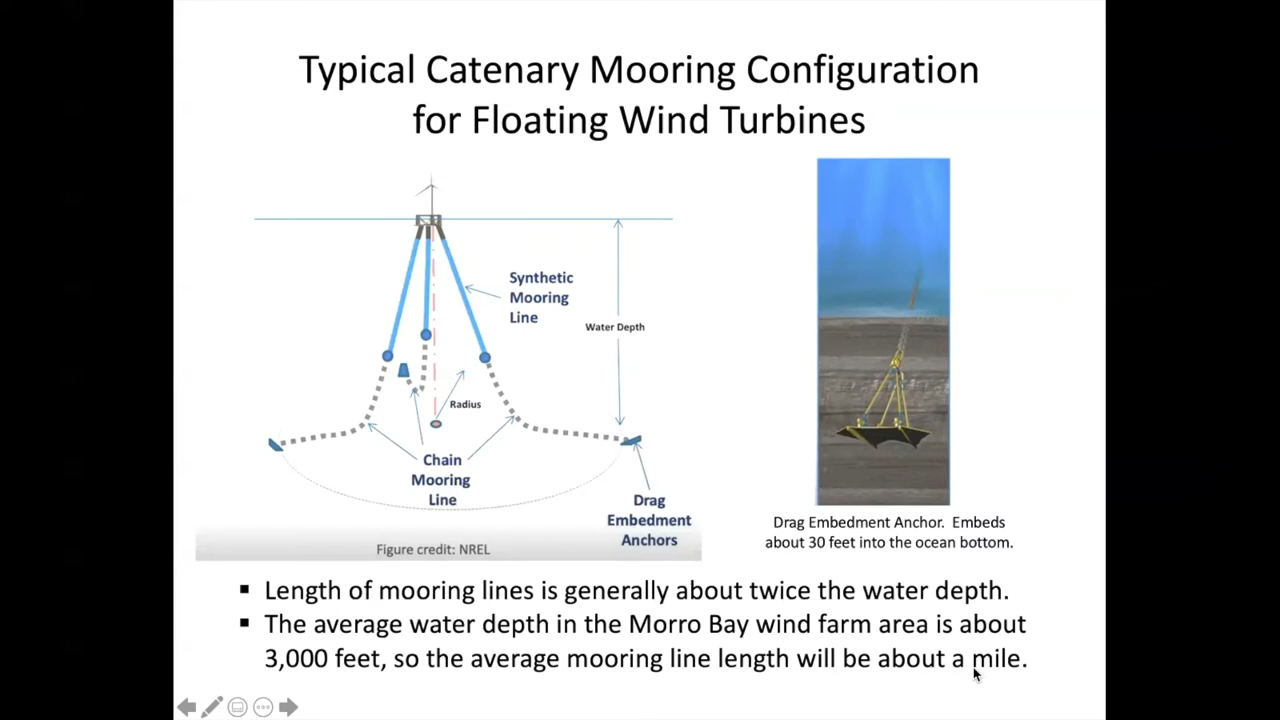 Typical Catenary Mooring Configuration
for Floating Wind Turbines
Synthetic
Mooring
Line
Water Depth
Radius
Chain
Mooring
Line
Drag
Embedment
Anchors
Figure credit: NREL
Drag Embedment Anchor. Embeds
about 30 feet into the ocean bottom.
▪ Length of mooring lines is generally about twice the water depth.
▪ The average water depth in the Morro Bay wind farm area is about
3,000 feet, so the average mooring line length will be about a mile.